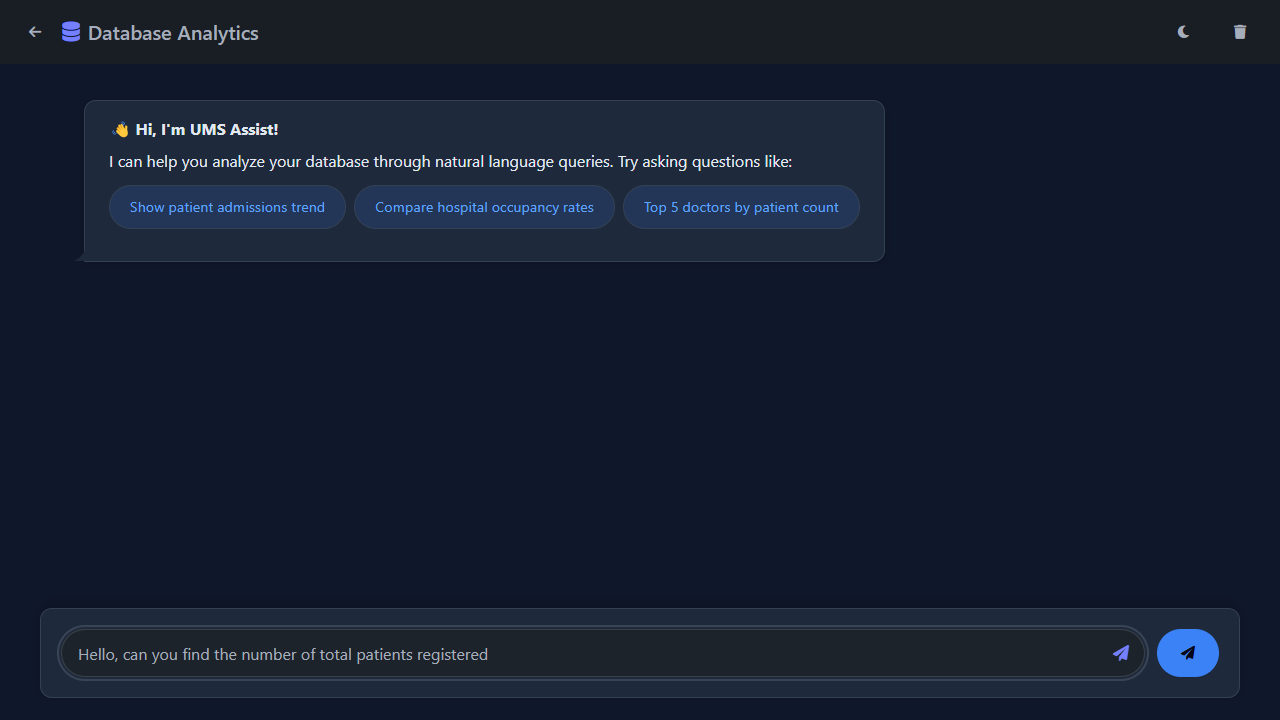 Database Analytics
👋 Hi, I'm UMS Assist!
I can help you analyze your database through natural language queries. Try asking questions like:
Show patient admissions trend
Compare hospital occupancy rates
Top 5 doctors by patient count
Hello, can you find the number of total patients registered